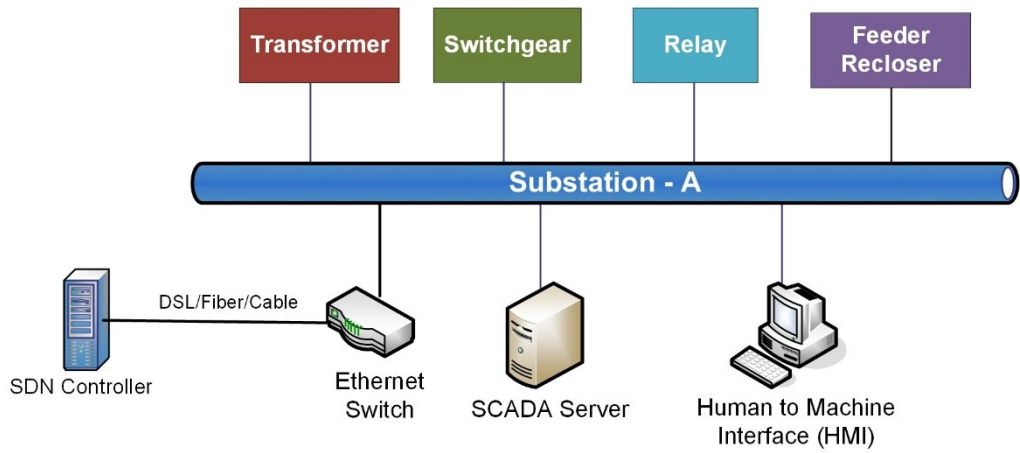 Transformer
Switchgear
Relay
Feeder
Recloser
Substation - A
DSL/Fiber/Cable
SDN Controller
Ethernet
Switch
SCADA Server
Human to Machine
Interface (HMI)